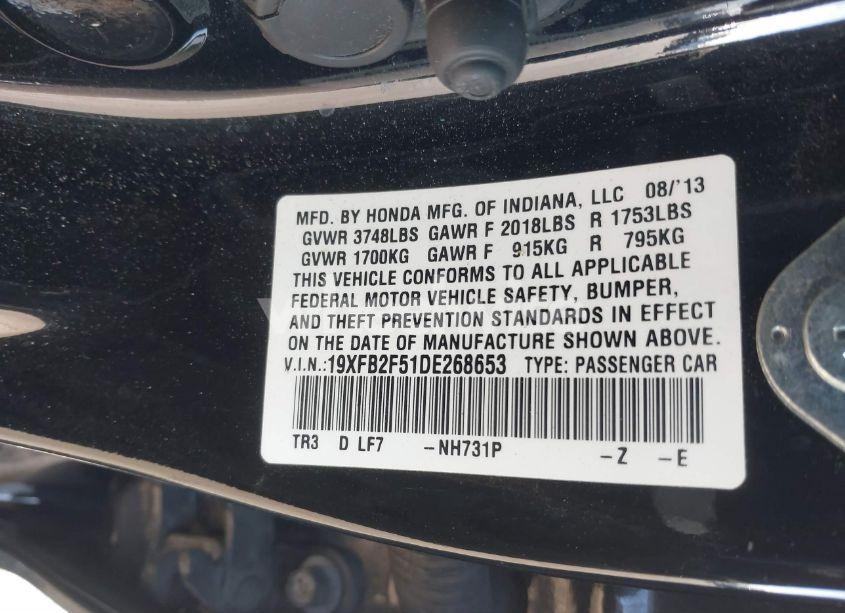 MFD. BY HONDA MFG. OF INDIANA, LLC 08/'13
GVWR 3748LBS GAWR F 2018LBS R 1753LBS
GVWR 1700KG GAWR F 915KG R 795KG
THIS VEHICLE CONFORMS TO ALL APPLICABLE
FEDERAL MOTOR VEHICLE SAFETY, BUMPER,
AND THEFT PREVENTION STANDARDS IN EFFECT
ON THE DATE OF MANUFACTURE SHOWN ABOVE.
V.I.N.:19XFB2F51DE268653 TYPE: PASSENGER CAR
TR3 D LF7 -NH731P -Z -E